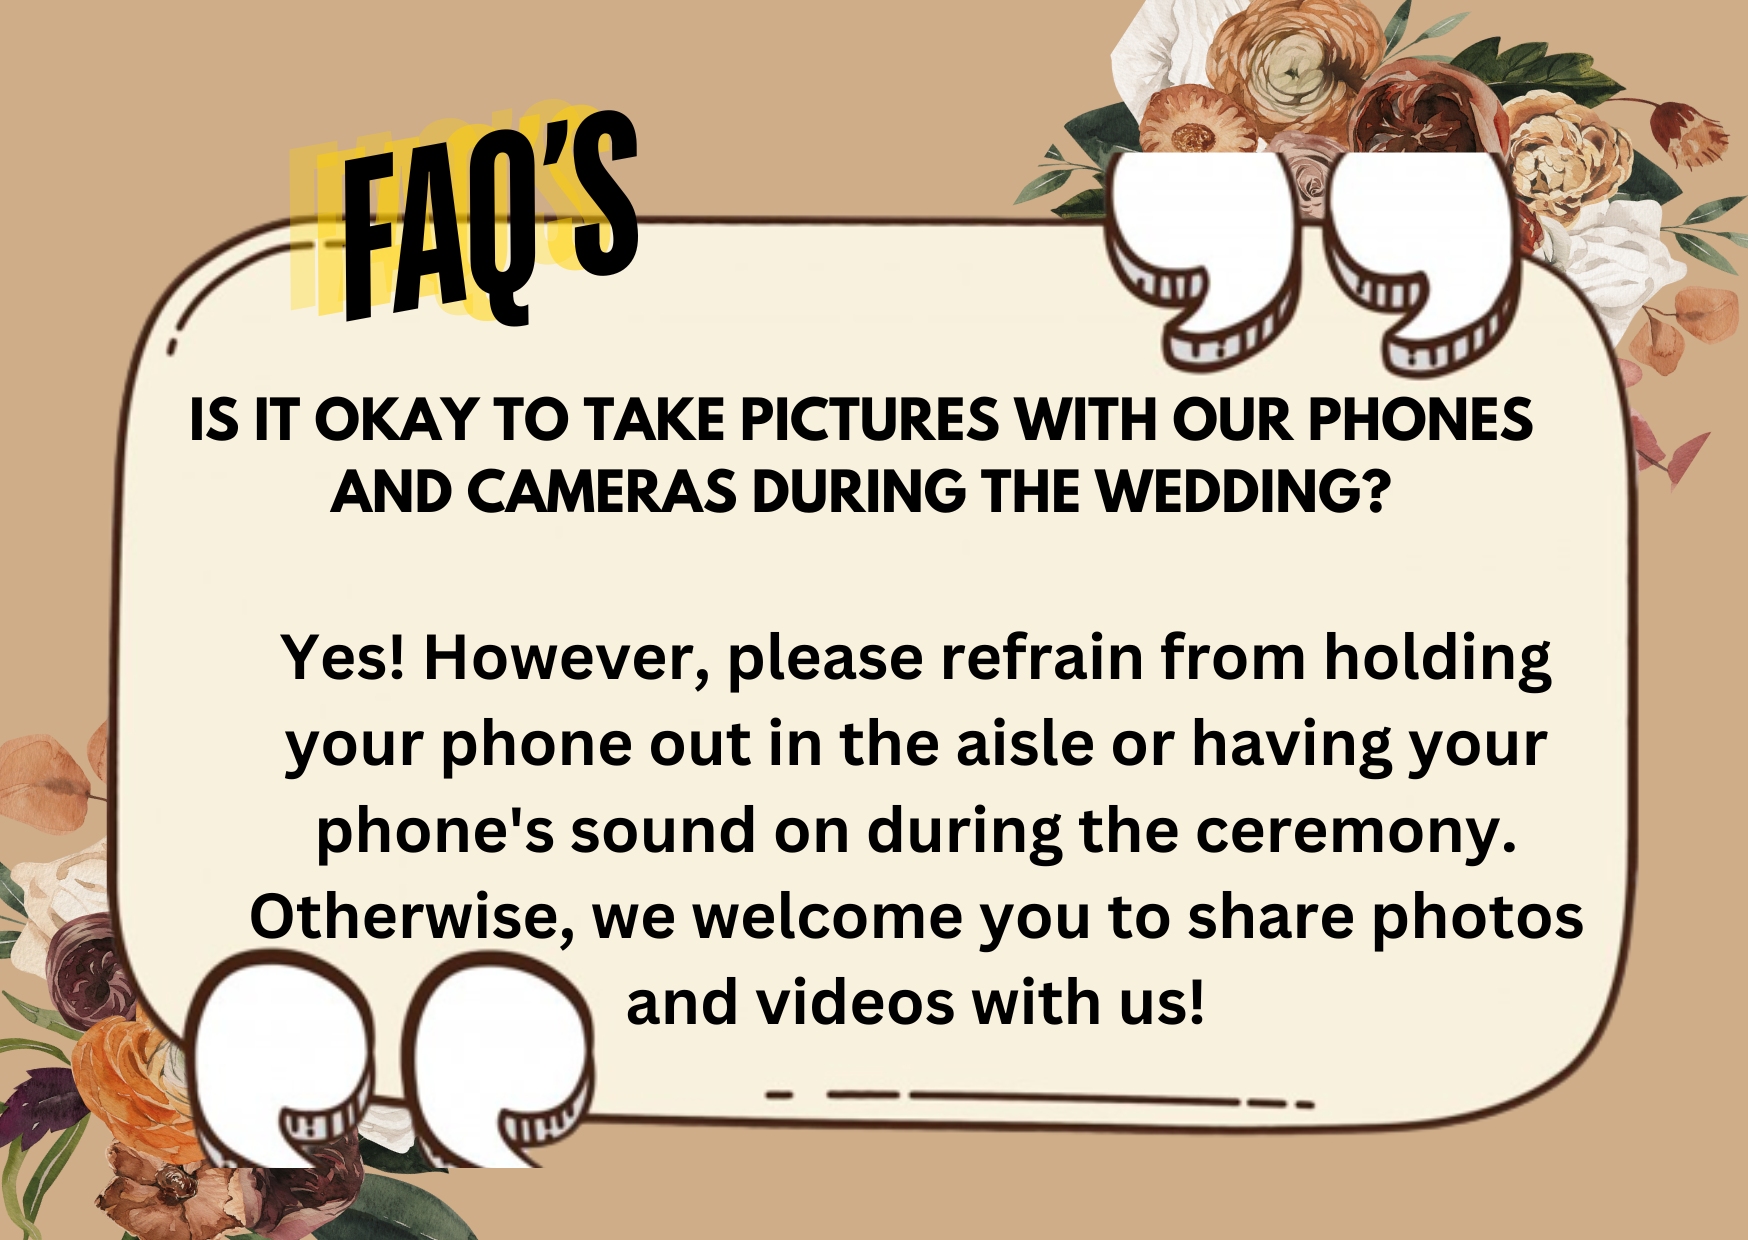 FAQ'S
IS IT OKAY TO TAKE PICTURES WITH OUR PHONES
AND CAMERAS DURING THE WEDDING?
Yes! However, please refrain from holding
your phone out in the aisle or having your
phone's sound on during the ceremony.
Otherwise, we welcome you to share photos
and videos with us!